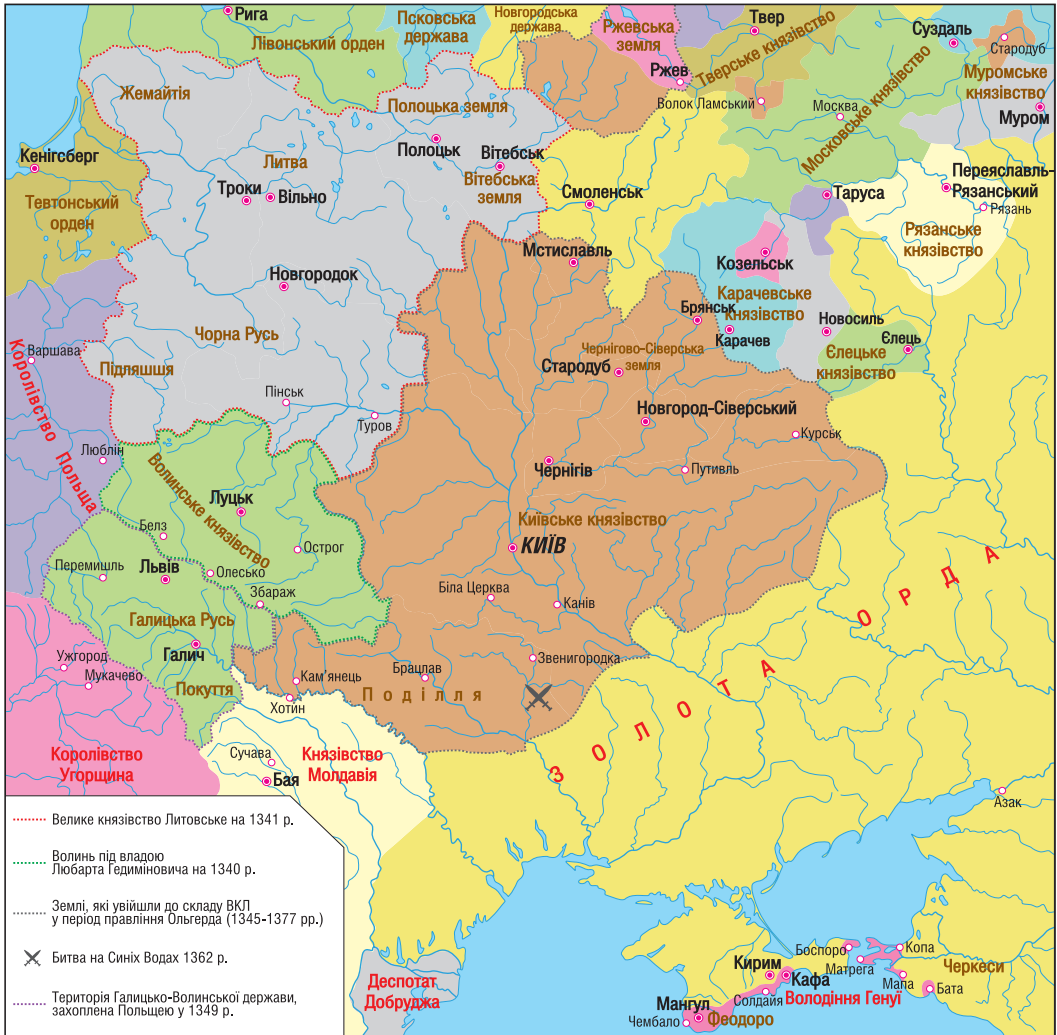 Рига
Лівонський орден
Псковська
держава
Новгородська
держава
Ржевська
земля
Ржев
Твер
Тверське князівство
Волок Ламський
Москва
Московське князівство
Суздаль
Стародуб
Муромське
князівство
Муром
Жемайтія
Полоцька земля
Полоцьк
Вітебськ
Вітебська
земля
Литва
Троки
Вільно
Кенігсберг
Тевтонський
орден
Смоленськ
Таруса
Переяславль-
Рязанський
Рязань
Рязанське
князівство
Новгородок
Мстиславль
Козельськ
Карачевське
князівство
Брянськ
Карачев
Новосиль
Єлець
Єлецьке
князівство
Чорна Русь
Підляшшя
Варшава
Королівство Польща
Пінськ
Туров
Чернігово-Сіверська
земля
Стародуб
Новгород-Сіверський
Курськ
Путивль
Чернігів
Люблін
Волинське князівство
Луцьк
Белз
Острог
Київське князівство
КИЇВ
Перемишль
Львів
Олесько
Збараж
Біла Церква
Канів
ЗОЛОТА ОРДА
Галицька Русь
Галич
Покуття
Ужгород
Мукачево
Кам’янець
Хотин
Брацлав
Звенигородка
Поділля
Королівство
Угорщина
Сучава
Бая
Князівство
Молдавія
Азак
Велике князівство Литовське на 1341 р.
Волинь під владою
Любарта Гедиміновича на 1340 р.
Землі, які увійшли до складу ВКЛ
у період правління Ольгерда (1345-1377 рр.)
Битва на Синіх Водах 1362 р.
Територія Галицько-Волинської держави,
захоплена Польщею у 1349 р.
Деспотат
Добруджа
Боспоро
Копа
Матрега
Мапа
Бата
Черкеси
Кирим
Кафа
Солдайя
Володіння Генуї
Мангул
Феодоро
Чембало